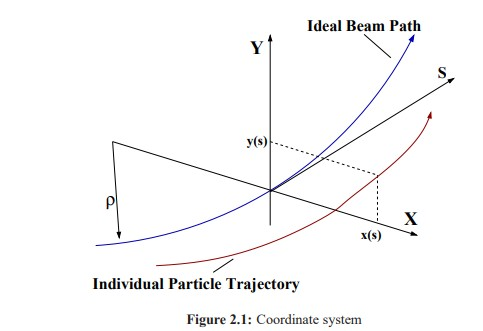 Ideal Beam Path
Y
S
y(s)
ρ
X
x(s)
Individual Particle Trajectory
Figure 2.1: Coordinate system